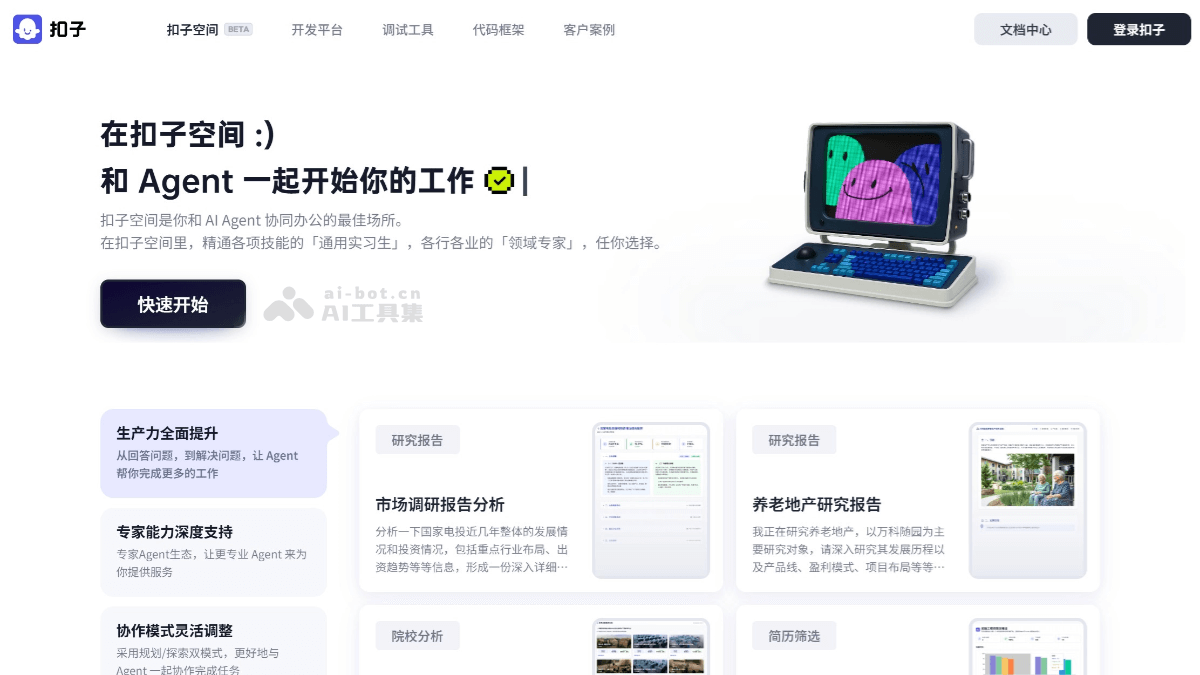 扣子
扣子空间 BETA
开发平台
调试工具
代码框架
客户案例
文档中心
登录扣子
在扣子空间 :)
和 Agent 一起开始你的工作
扣子空间是你和 AI Agent 协同办公的最佳场所。
在扣子空间里，精通各项技能的「通用实习生」，各行各业的「领域专家」，任你选择。
快速开始
ai-bot.cn
AI工具集
生产力全面提升
从回答问题，到解决问题，让 Agent
帮你完成更多的工作
专家能力深度支持
专家Agent生态，让更专业 Agent 来为
你提供服务
协作模式灵活调整
采用规划/探索双模式，更好地与
Agent 一起协作完成任务
研究报告
市场调研报告分析
分析一下国家电投近几年整体的发展情
况和投资情况，包括重点行业布局、出
资趋势等等信息，形成一份深入详细…
研究报告
养老地产研究报告
我正在研究养老地产，以万科随园为主
要研究对象，请深入研究其发展历程以
及产品线、盈利模式、项目布局等等…
院校分析
简历筛选